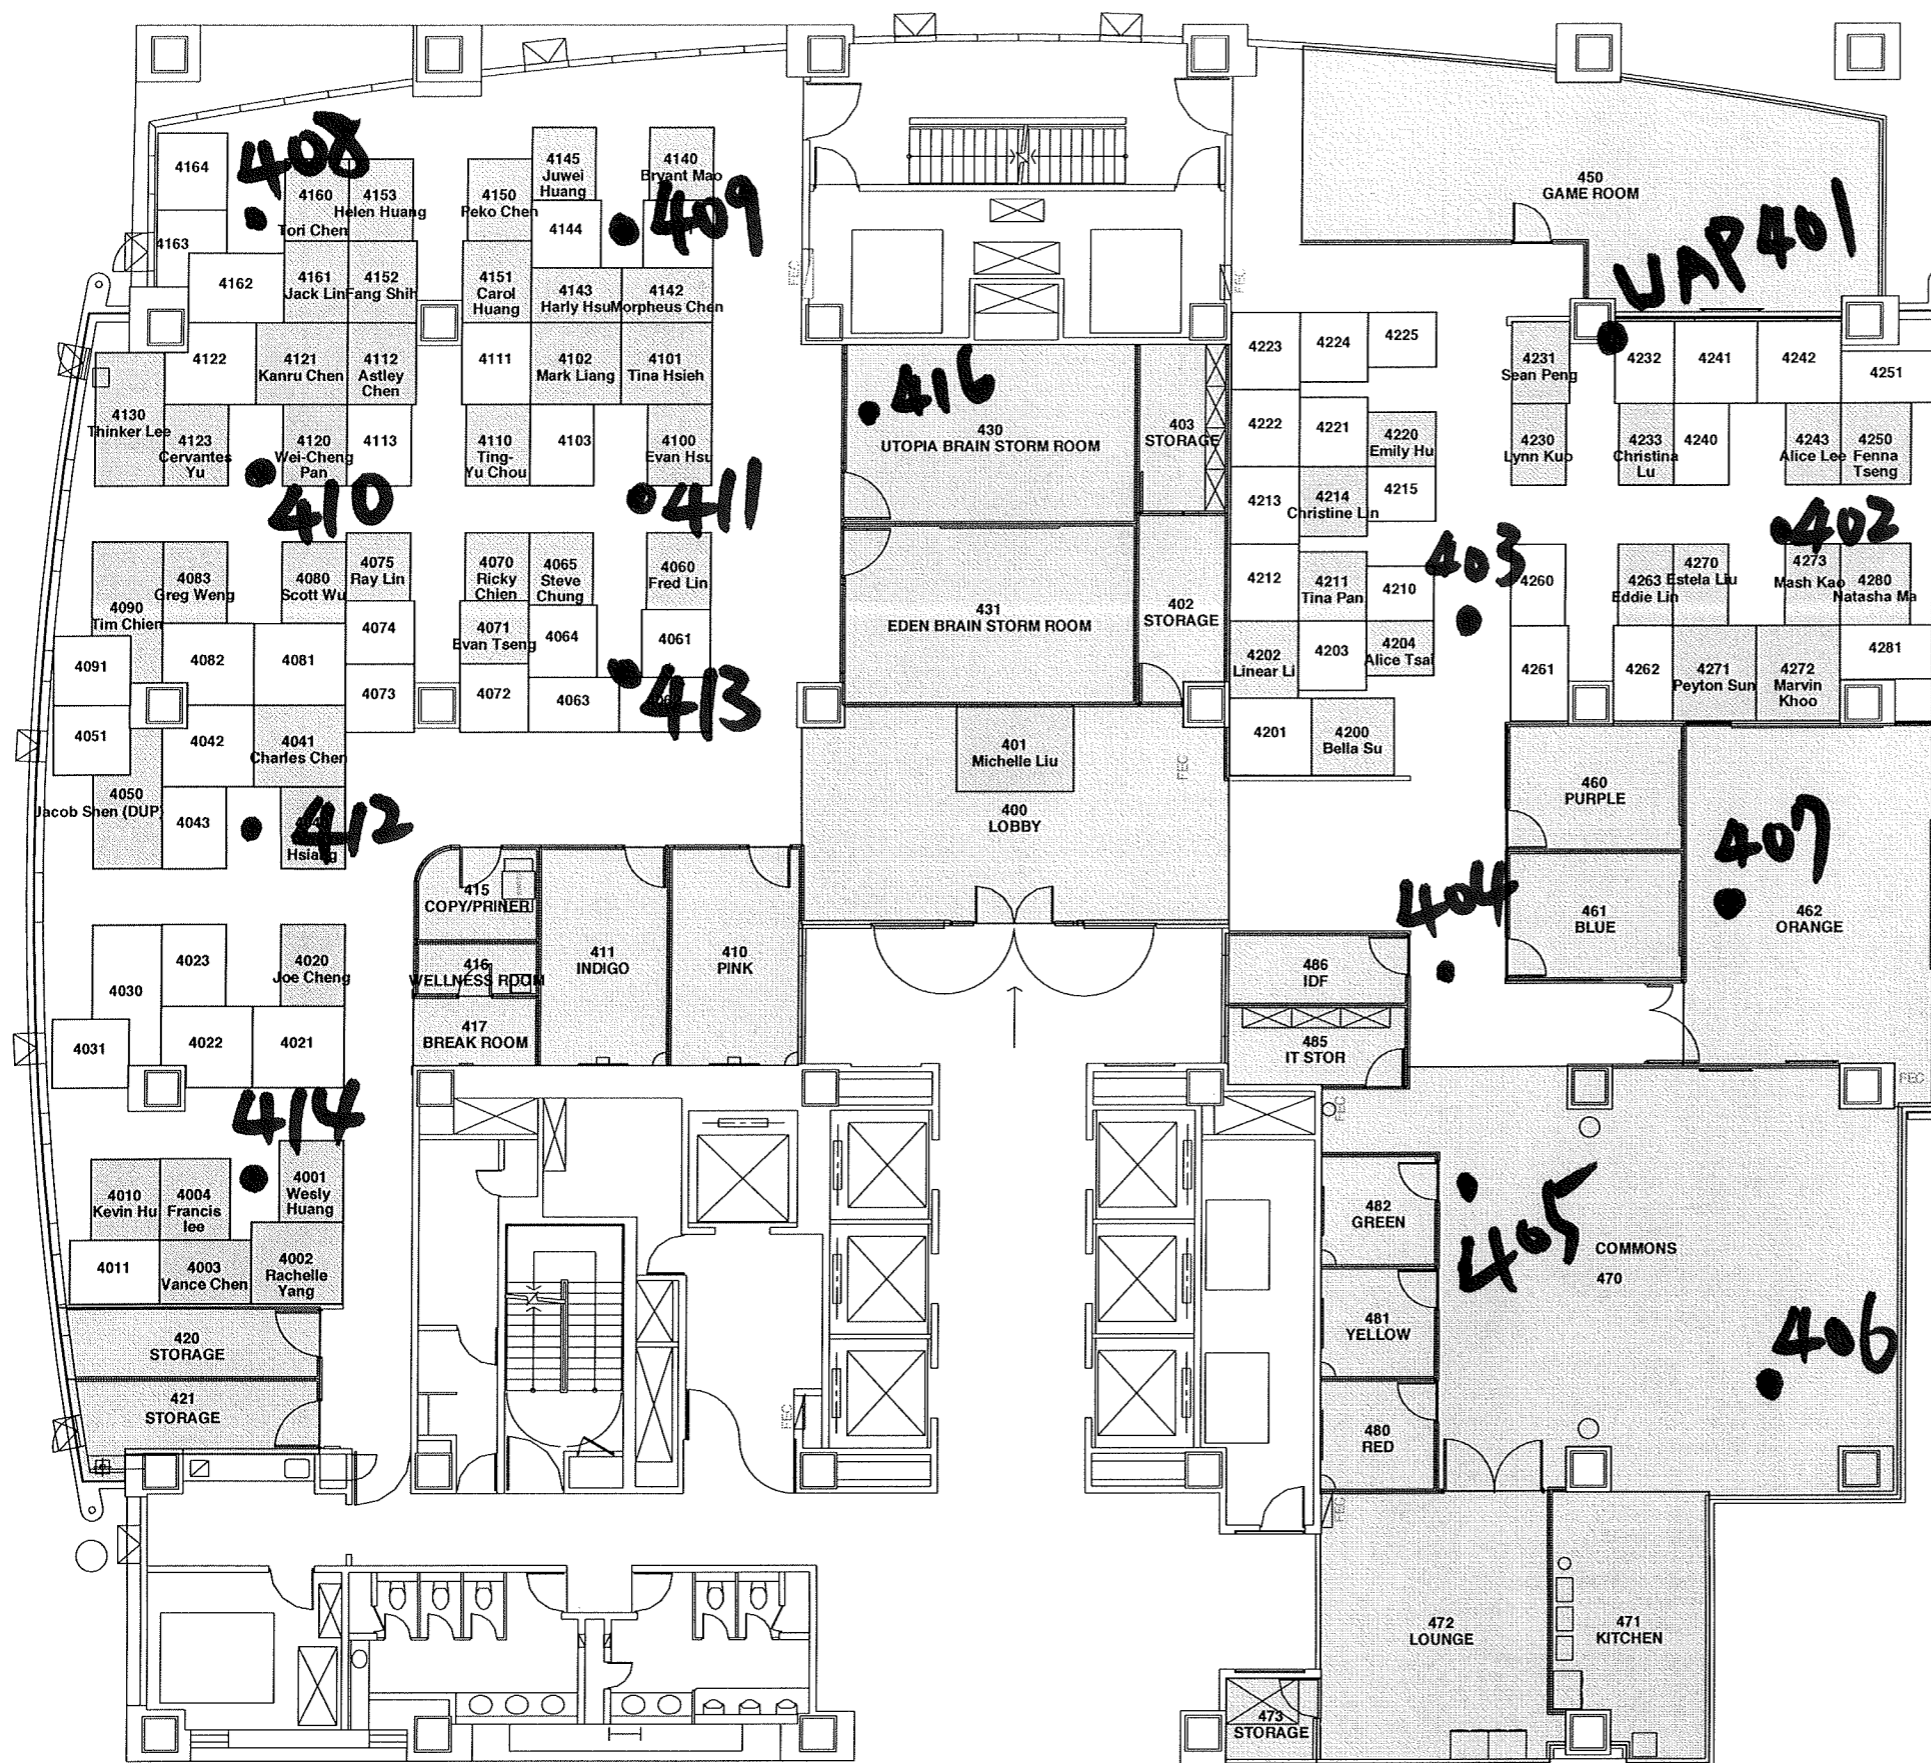 408
409
UAP401
4164
4163
4162
4160
Tori Chen
4153
Helen Huang
4161
Jack Lin
4152
Fang Shih
4150
Peko Chen
4145
Juwei
Huang
4144
4140
Bryant Mao
4151
Carol
Huang
4143
Harly Hsu
4142
Morpheus Chen
450
GAME ROOM
FEC
FEC
4122
4121
Kanru Chen
4112
Astley
Chen
4111
4102
Mark Liang
4101
Tina Hsieh
4130
Thinker Lee
4123
Cervantes
Yu
4120
Wei-Cheng
Pan
4113
4110
Ting-
Yu Chou
4103
4100
Evan Hsu
410
411
416
430
UTOPIA BRAIN STORM ROOM
403
STORAGE
4223
4224
4225
4222
4221
4220
Emily Hu
4213
4214
Christine Lin
4215
4231
Sean Peng
4232
4241
4242
4251
4230
Lynn Kuo
4233
Christina
Lu
4240
4243
Alice Lee
4250
Fenna
Tseng
402
403
4090
Tim Chien
4083
Greg Weng
4080
Scott Wu
4075
Ray Lin
4070
Ricky
Chien
4065
Steve
Chung
4060
Fred Lin
4091
4082
4081
4074
4071
Evan Tseng
4064
4061
4073
4072
4063
413
431
EDEN BRAIN STORM ROOM
402
STORAGE
4212
4211
Tina Pan
4210
4202
Linear Li
4203
4204
Alice Tsai
4201
4200
Bella Su
4260
4263
Eddie Lin
4270
Estela Liu
4273
Mash Kao
4280
Natasha Ma
4261
4262
4271
Peyton Sun
4272
Marvin
Khoo
4281
4051
4042
4041
Charles Chen
4050
Jacob Shen (DUP)
4043
412
Hsiang
401
Michelle Liu
400
LOBBY
FEC
460
PURPLE
461
BLUE
407
462
ORANGE
404
415
COPY/PRINER
416
WELLNESS ROOM
417
BREAK ROOM
411
INDIGO
410
PINK
486
IDF
485
IT STOR
4030
4023
4020
Joe Cheng
4031
4022
4021
414
4010
Kevin Hu
4004
Francis
lee
4001
Wesly
Huang
4011
4003
Vance Chen
4002
Rachelle
Yang
420
STORAGE
421
STORAGE
FEC
FEC
FEC
482
GREEN
481
YELLOW
480
RED
405
COMMONS
470
406
FEC
472
LOUNGE
471
KITCHEN
473
STORAGE